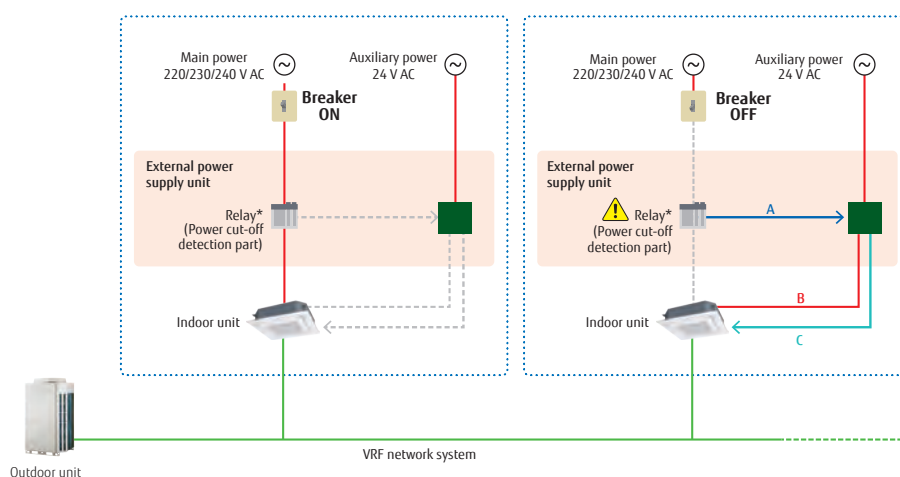 Main power
220/230/240 V AC
Auxiliary power
24 V AC
Breaker
ON
External power
supply unit
Relay*
(Power cut-off
detection part)
Indoor unit
Main power
220/230/240 V AC
Auxiliary power
24 V AC
Breaker
OFF
External power
supply unit
Relay*
(Power cut-off
detection part)
A
B
Indoor unit
C
VRF network system
Outdoor unit